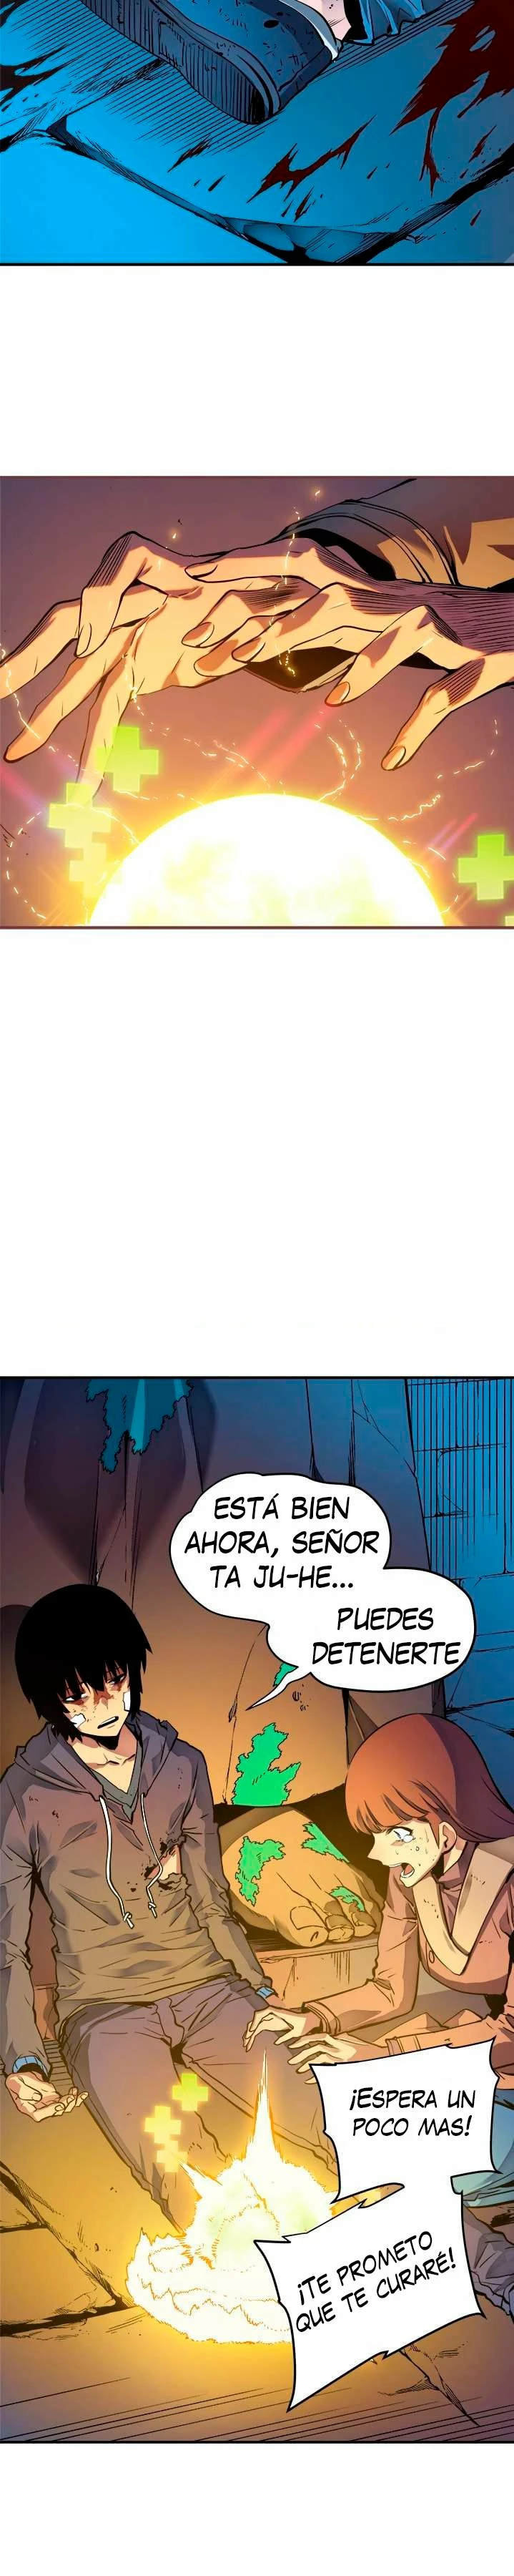 ESTÁ BIEN
AHORA, SEÑOR
TA JU-HE...
PUEDES
DETENERTE
¡ESPERA UN
POCO MAS!
¡TE PROMETO
QUE TE CURARÉ!